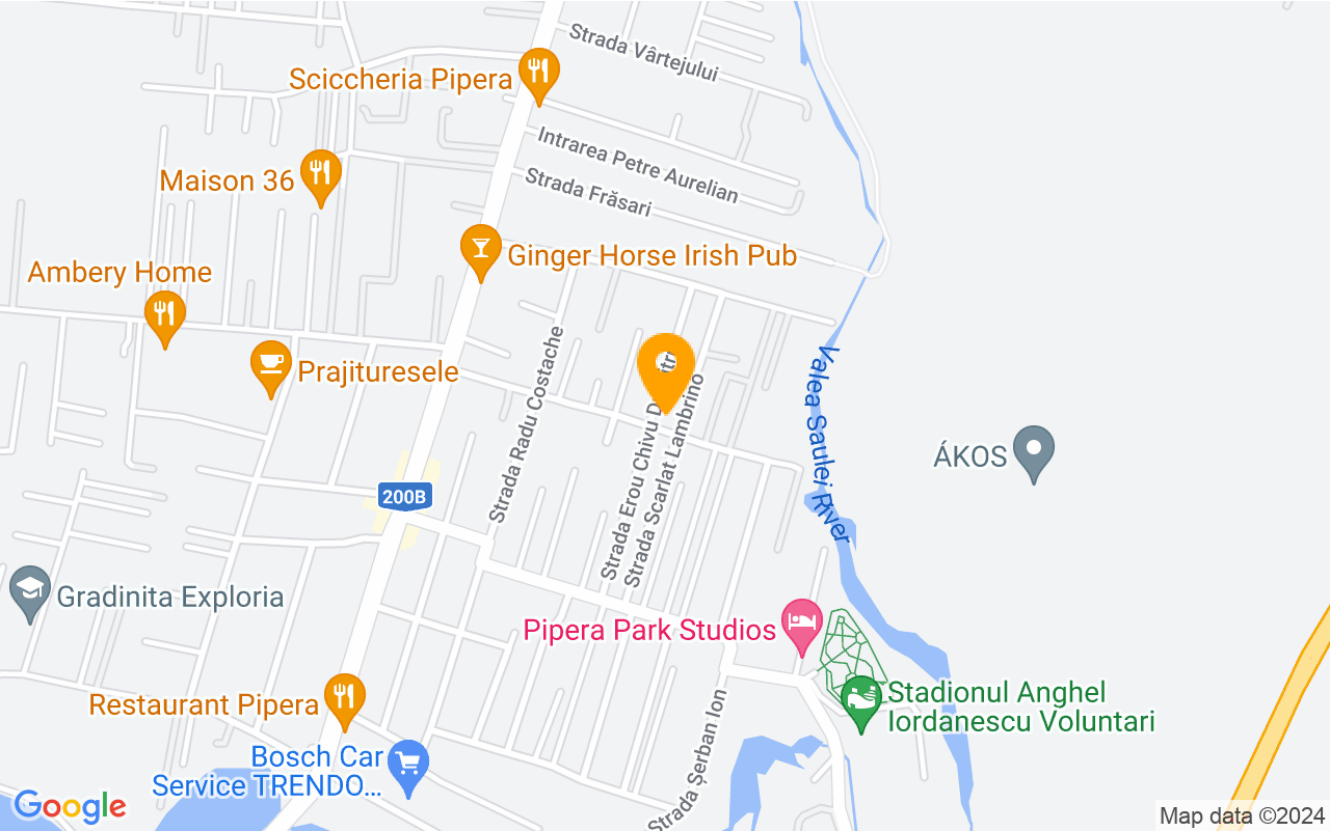 Strada Vârtejului
Sciccheria Pipera
Intrarea Petre Aurelian
Maison 36
Strada Frăsari
Ginger Horse Irish Pub
Ambery Home
Strada Radu Costache
Prajituresele
Valea Saulei River
Strada Erou Chivu
Strada Scarlat Lambrino
ÁKOS
200B
Gradinita Exploria
Pipera Park Studios
Stadionul Anghel
Iordanescu Voluntari
Restaurant Pipera
Strada Șerban Ion
Bosch Car
Service TRENDO...
Google
Map data ©2024